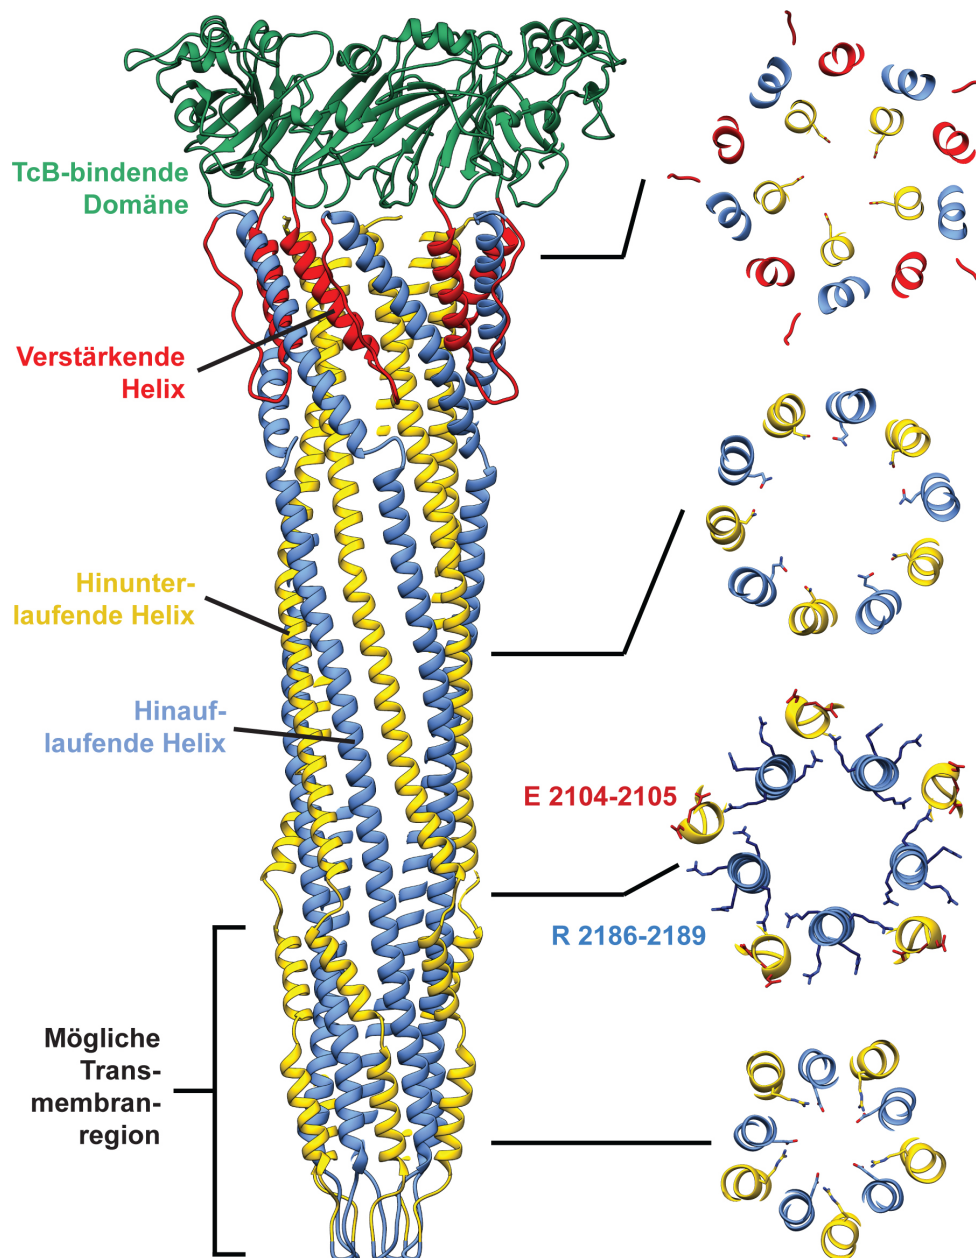 TcB-bindende
Domäne
Verstärkende
Helix
Hinunter-
laufende Helix
Hinauf-
laufende Helix
E 2104-2105
R 2186-2189
Mögliche
Trans-
membran-
region